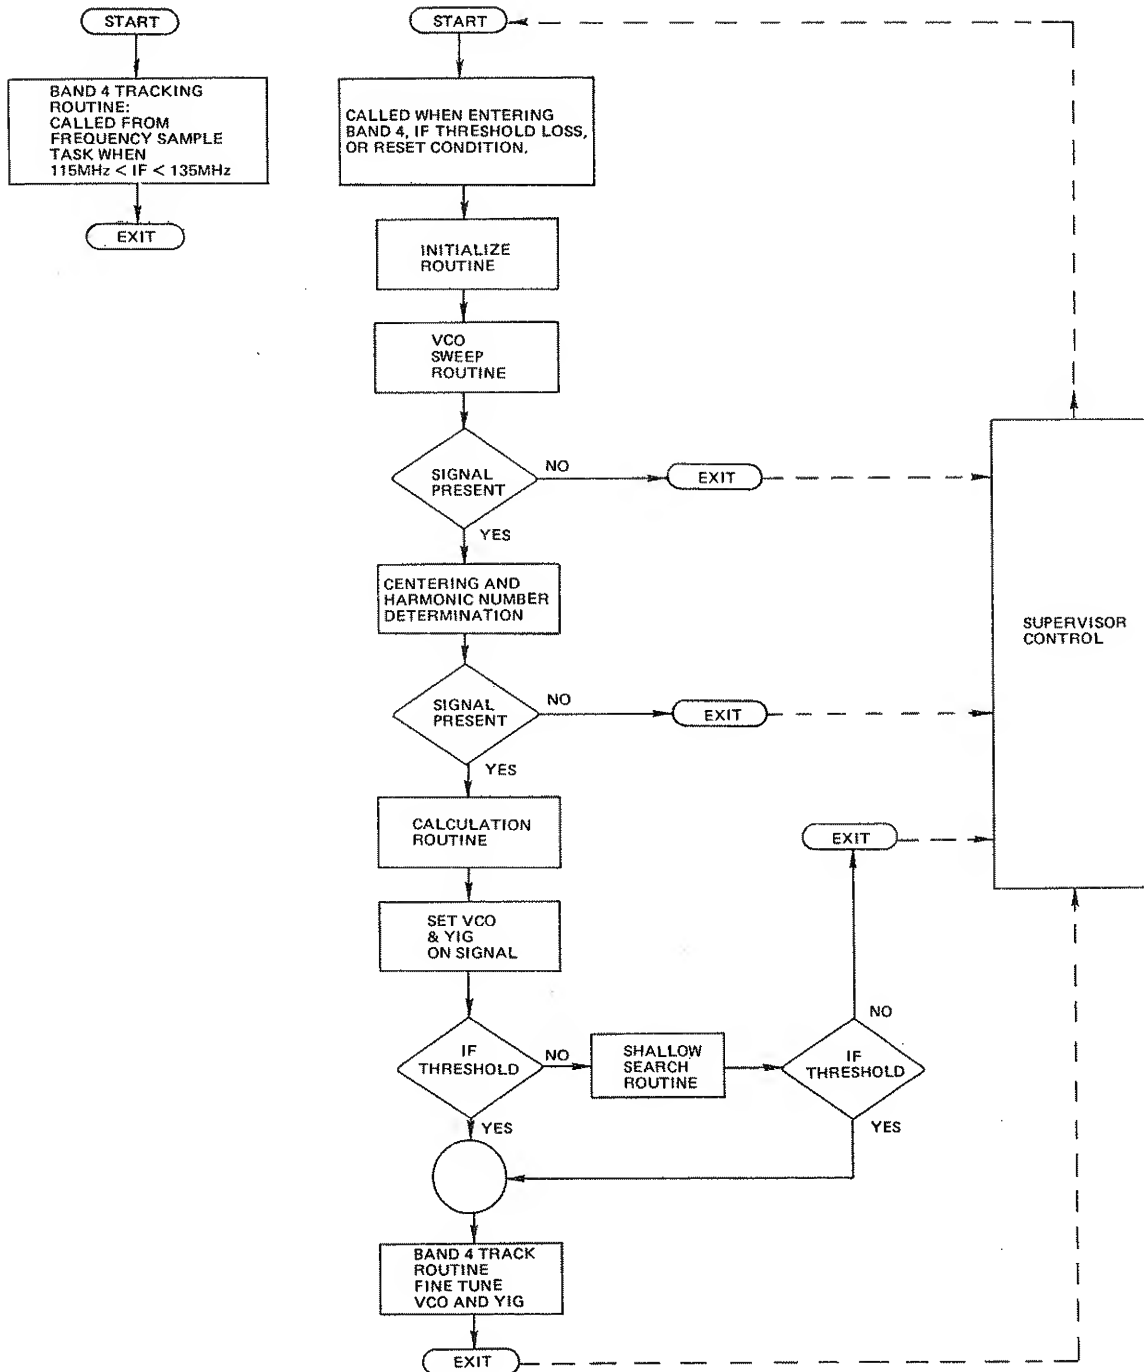 START
BAND 4 TRACKING
ROUTINE:
CALLED FROM
FREQUENCY SAMPLE
TASK WHEN
115MHz < IF < 135MHz
EXIT
START
CALLED WHEN ENTERING
BAND 4, IF THRESHOLD LOSS,
OR RESET CONDITION.
INITIALIZE
ROUTINE
VCO
SWEEP
ROUTINE
SIGNAL
PRESENT
NO
EXIT
YES
CENTERING AND
HARMONIC NUMBER
DETERMINATION
SIGNAL
PRESENT
NO
EXIT
YES
CALCULATION
ROUTINE
SET VCO
& YIG
ON SIGNAL
IF
THRESHOLD
NO
SHALLOW
SEARCH
ROUTINE
IF
THRESHOLD
NO
EXIT
YES
YES
BAND 4 TRACK
ROUTINE
FINE TUNE
VCO AND YIG
EXIT
SUPERVISOR
CONTROL